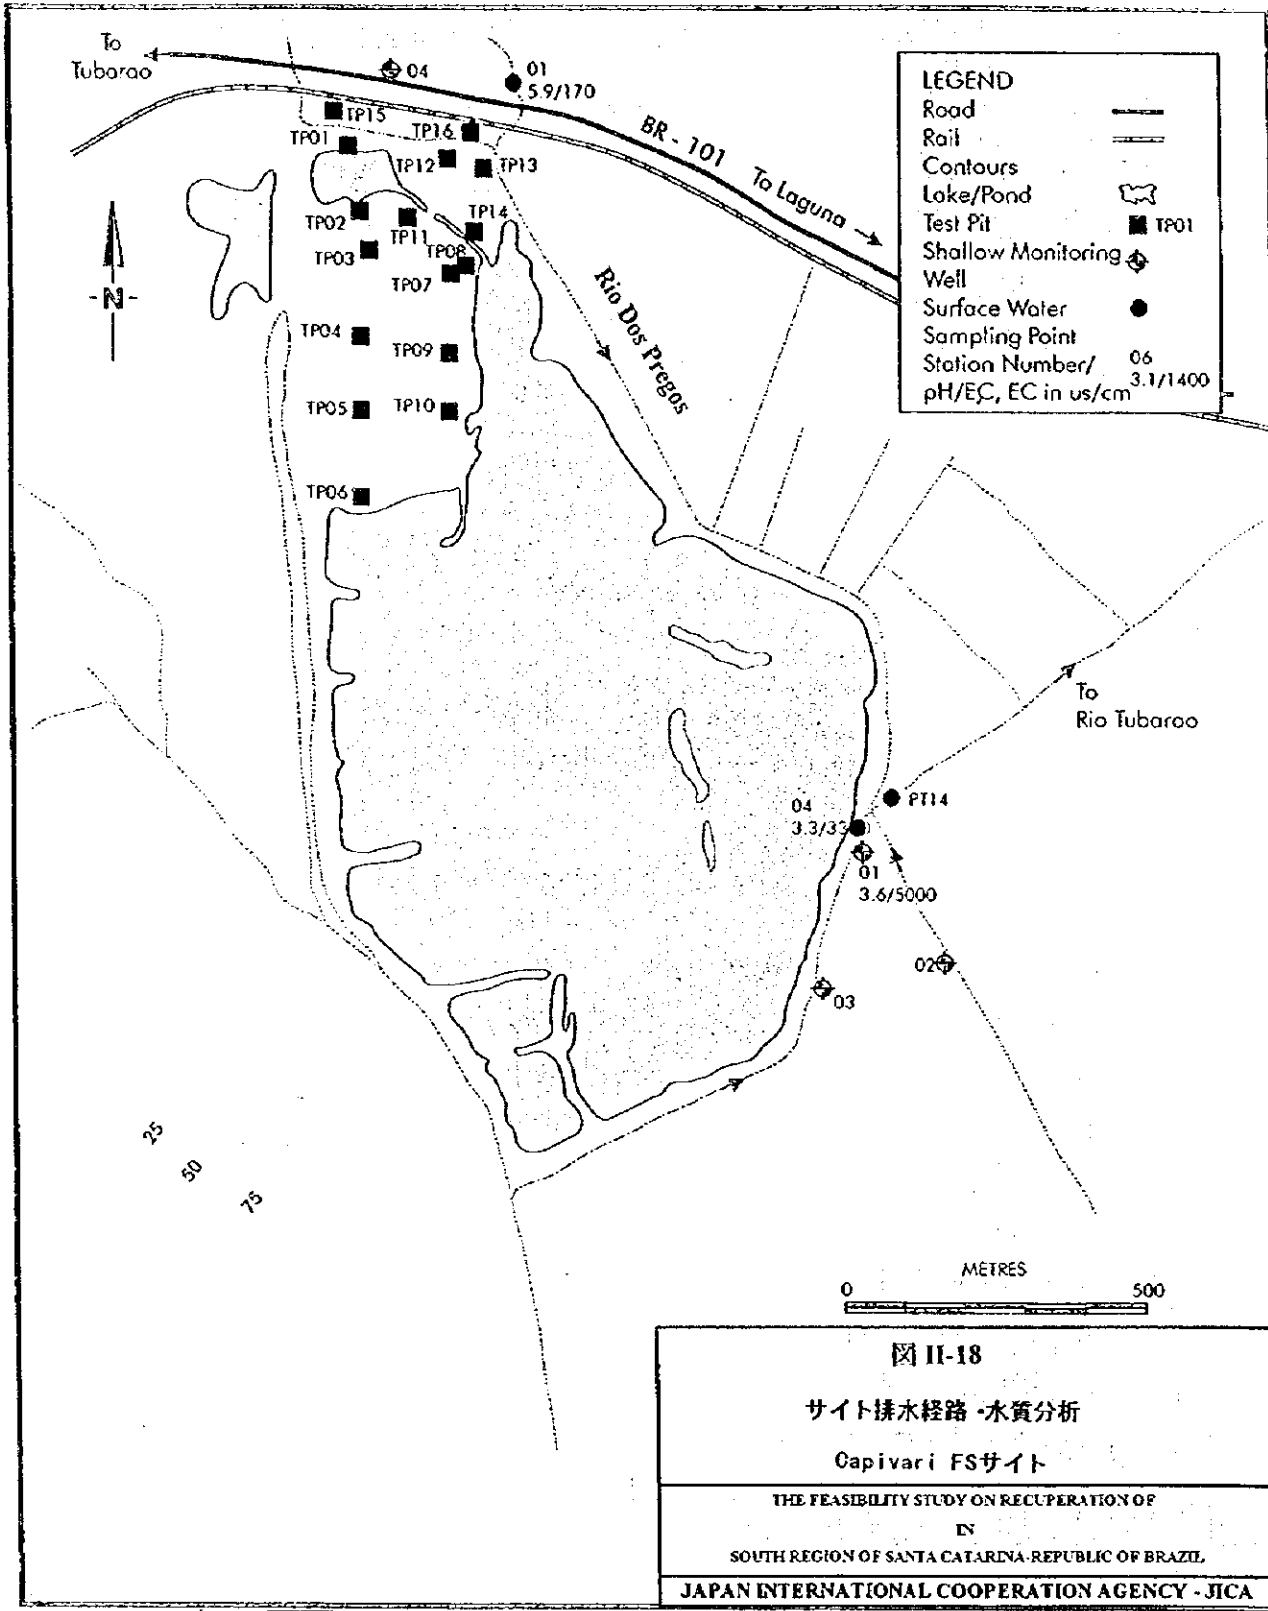 To
Tubarao
04
01
5.9/170
BR - 101
To Laguna
TP15
TP01
TP16
TP12
TP13
TP02
TP11
TP14
TP03
TP08
TP07
TP04
TP09
TP05
TP10
TP06
Rio Dos Pregos
- N -
LEGEND
Road
Rail
Contours
Lake/Pond
Test Pit
TP01
Shallow Monitoring
Well
Surface Water
Sampling Point
Station Number/
06
pH/EC, EC in us/cm
3.1/1400
To
Rio Tubarao
PT14
04
01
3.6/5000
02
03
25
50
75
METRES
0
500
図 II-18
サイト排水経路・水質分析
Capivari FSサイト
THE FEASIBILITY STUDY ON RECUPERATION OF
IN
SOUTH REGION OF SANTA CATARINA-REPUBLIC OF BRAZIL
JAPAN INTERNATIONAL COOPERATION AGENCY - JICA